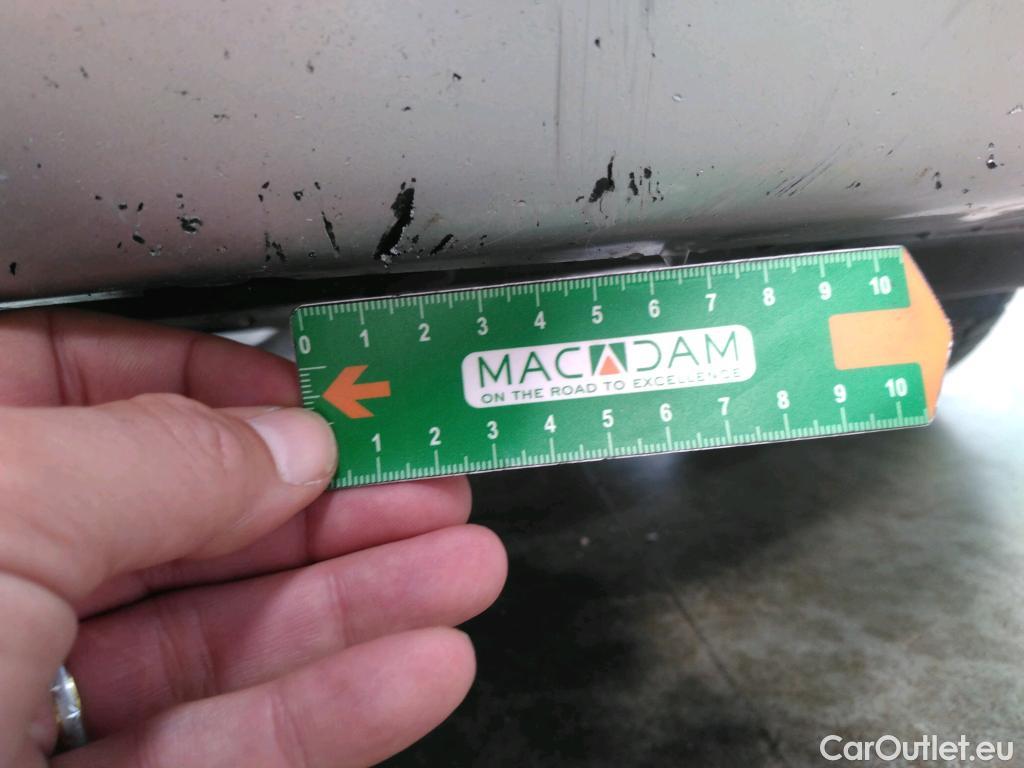 0 1 2 3 4 5 6 7 8 9 10
MACADAM
ON THE ROAD TO EXCELLENCE
1 2 3 4 5 6 7 8 9 10
CarOutlet.eu